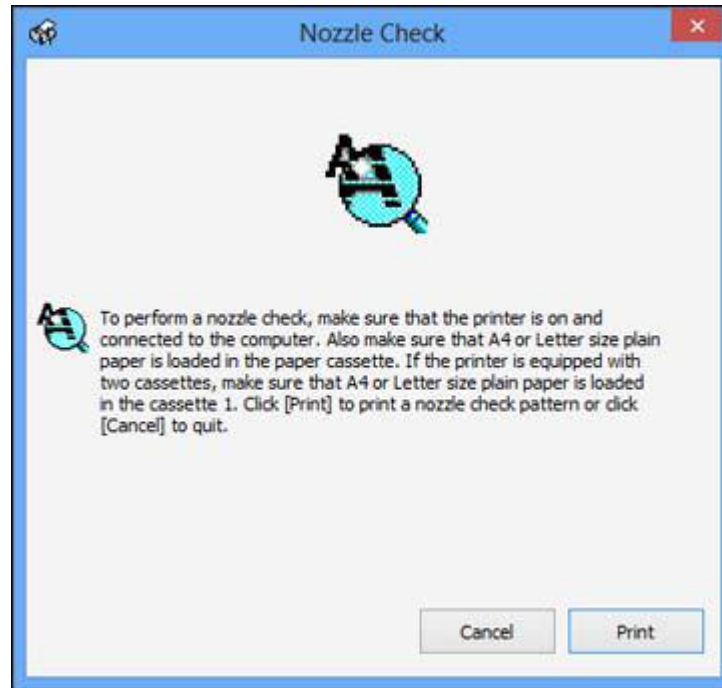 Nozzle Check
To perform a nozzle check, make sure that the printer is on and
connected to the computer. Also make sure that A4 or Letter size plain
paper is loaded in the paper cassette. If the printer is equipped with
two cassettes, make sure that A4 or Letter size plain paper is loaded
in the cassette 1. Click [Print] to print a nozzle check pattern or click
[Cancel] to quit.
Cancel Print